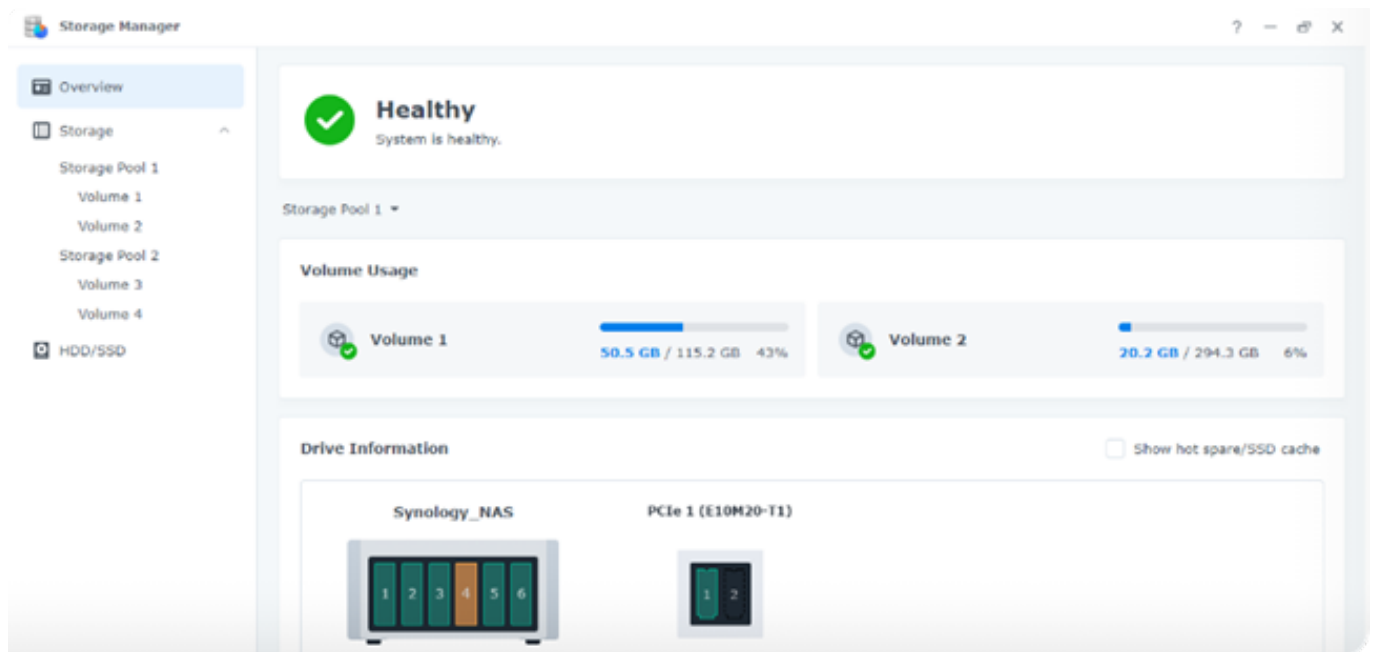 Storage Manager
?
Overview
Storage
Storage Pool 1
Volume 1
Volume 2
Storage Pool 2
Volume 3
Volume 4
HDD/SSD
Healthy
System is healthy.
Storage Pool 1
Volume Usage
Volume 1
50.5 GB / 115.2 GB 43%
Volume 2
20.2 GB / 294.3 GB 6%
Drive Information
Show hot spare/SSD cache
Synology_NAS
1 2 3 4 5 6
PCIe 1 (E10M20-T1)
1 2